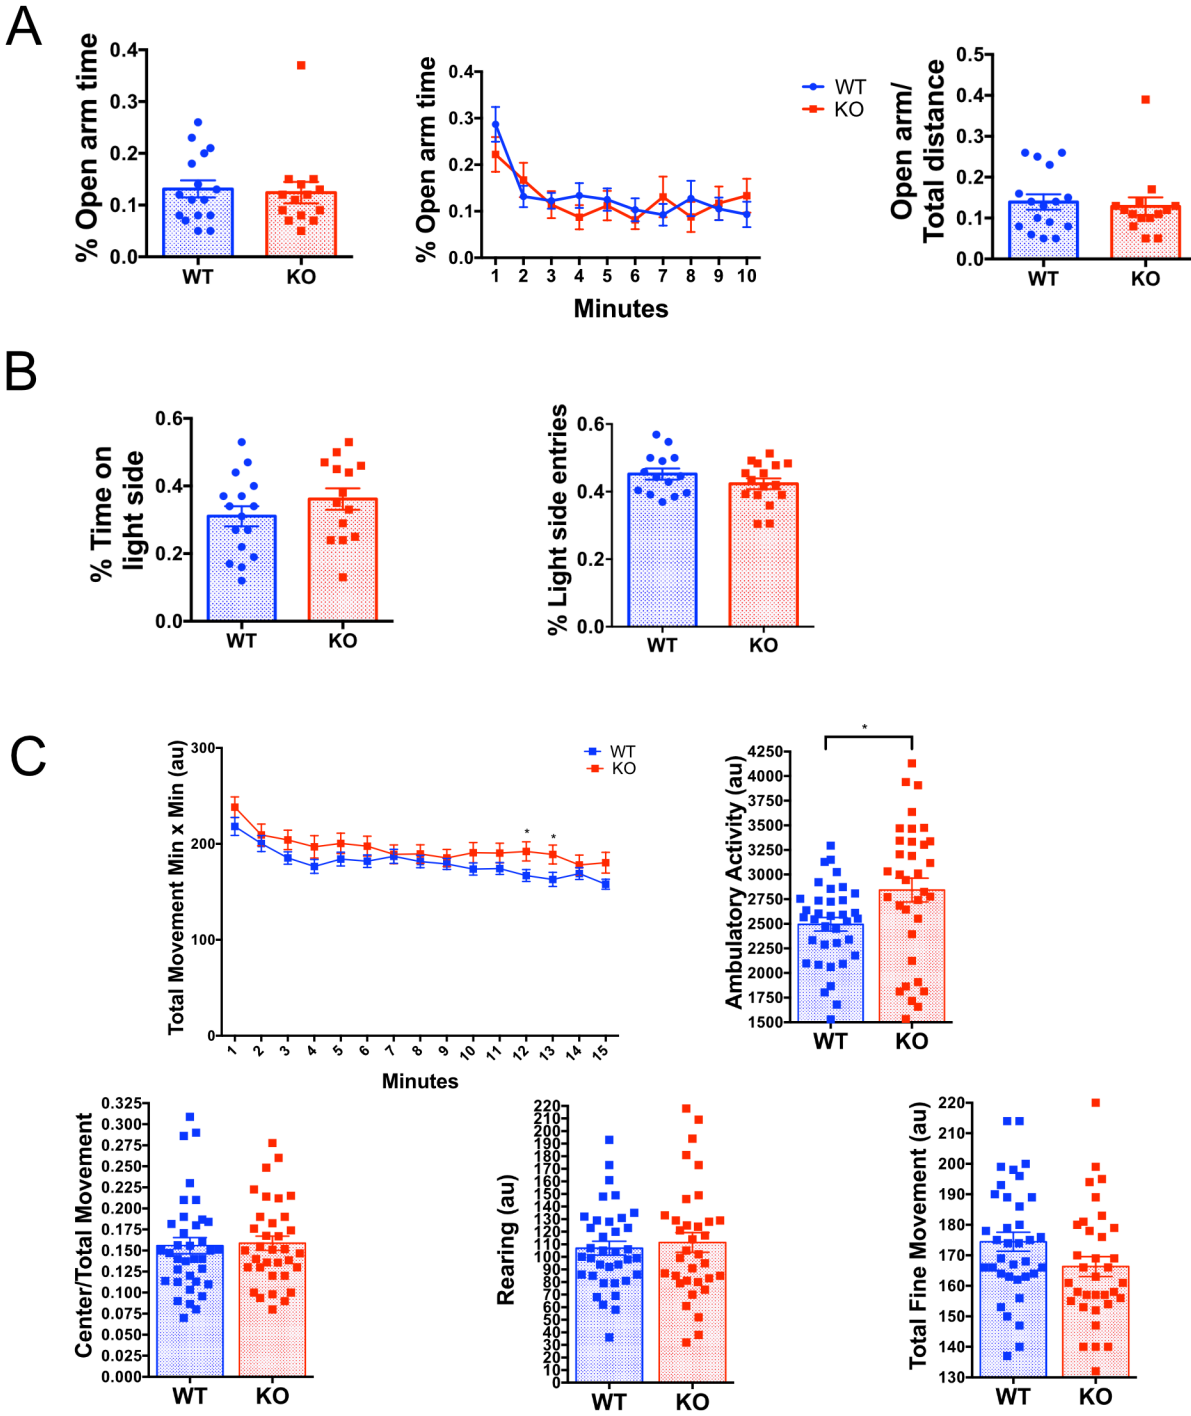 A
% Open arm time
0.4
0.3
0.2
0.1
0.0
WT
KO
% Open arm time
0.4
0.3
0.2
0.1
0.0
1 2 3 4 5 6 7 8 9 10
Minutes
WT
KO
Open arm/
Total distance
0.5
0.4
0.3
0.2
0.1
0.0
WT
KO
B
% Time on
light side
0.6
0.4
0.2
0.0
WT
KO
% Light side entries
0.6
0.4
0.2
0.0
WT
KO
C
Total Movement Min x Min (au)
300
200
100
0
* *
1 2 3 4 5 6 7 8 9 10 11 12 13 14 15
Minutes
WT
KO
Ambulatory Activity (au)
*
4250
4000
3750
3500
3250
3000
2750
2500
2250
2000
1750
1500
WT
KO
Center/Total Movement
0.325
0.300
0.275
0.250
0.225
0.200
0.175
0.150
0.125
0.100
0.075
0.050
0.025
0.000
WT
KO
Rearing (au)
220
210
200
190
180
170
160
150
140
130
120
110
100
90
80
70
60
50
40
30
20
10
0
WT
KO
Total Fine Movement (au)
220
210
200
190
180
170
160
150
140
130
WT
KO